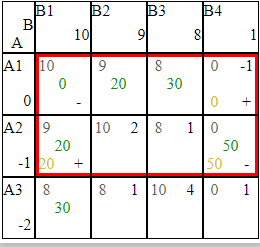 B B1 B2 B3 B4
A 10 9 8 1
A1 10 9 8 0 -1
0 20 30
0 - 0 +
A2 9 10 2 8 1 0
20 50
-1 20 + 50 -
A3 8 8 1 10 4 0 1
30
-2